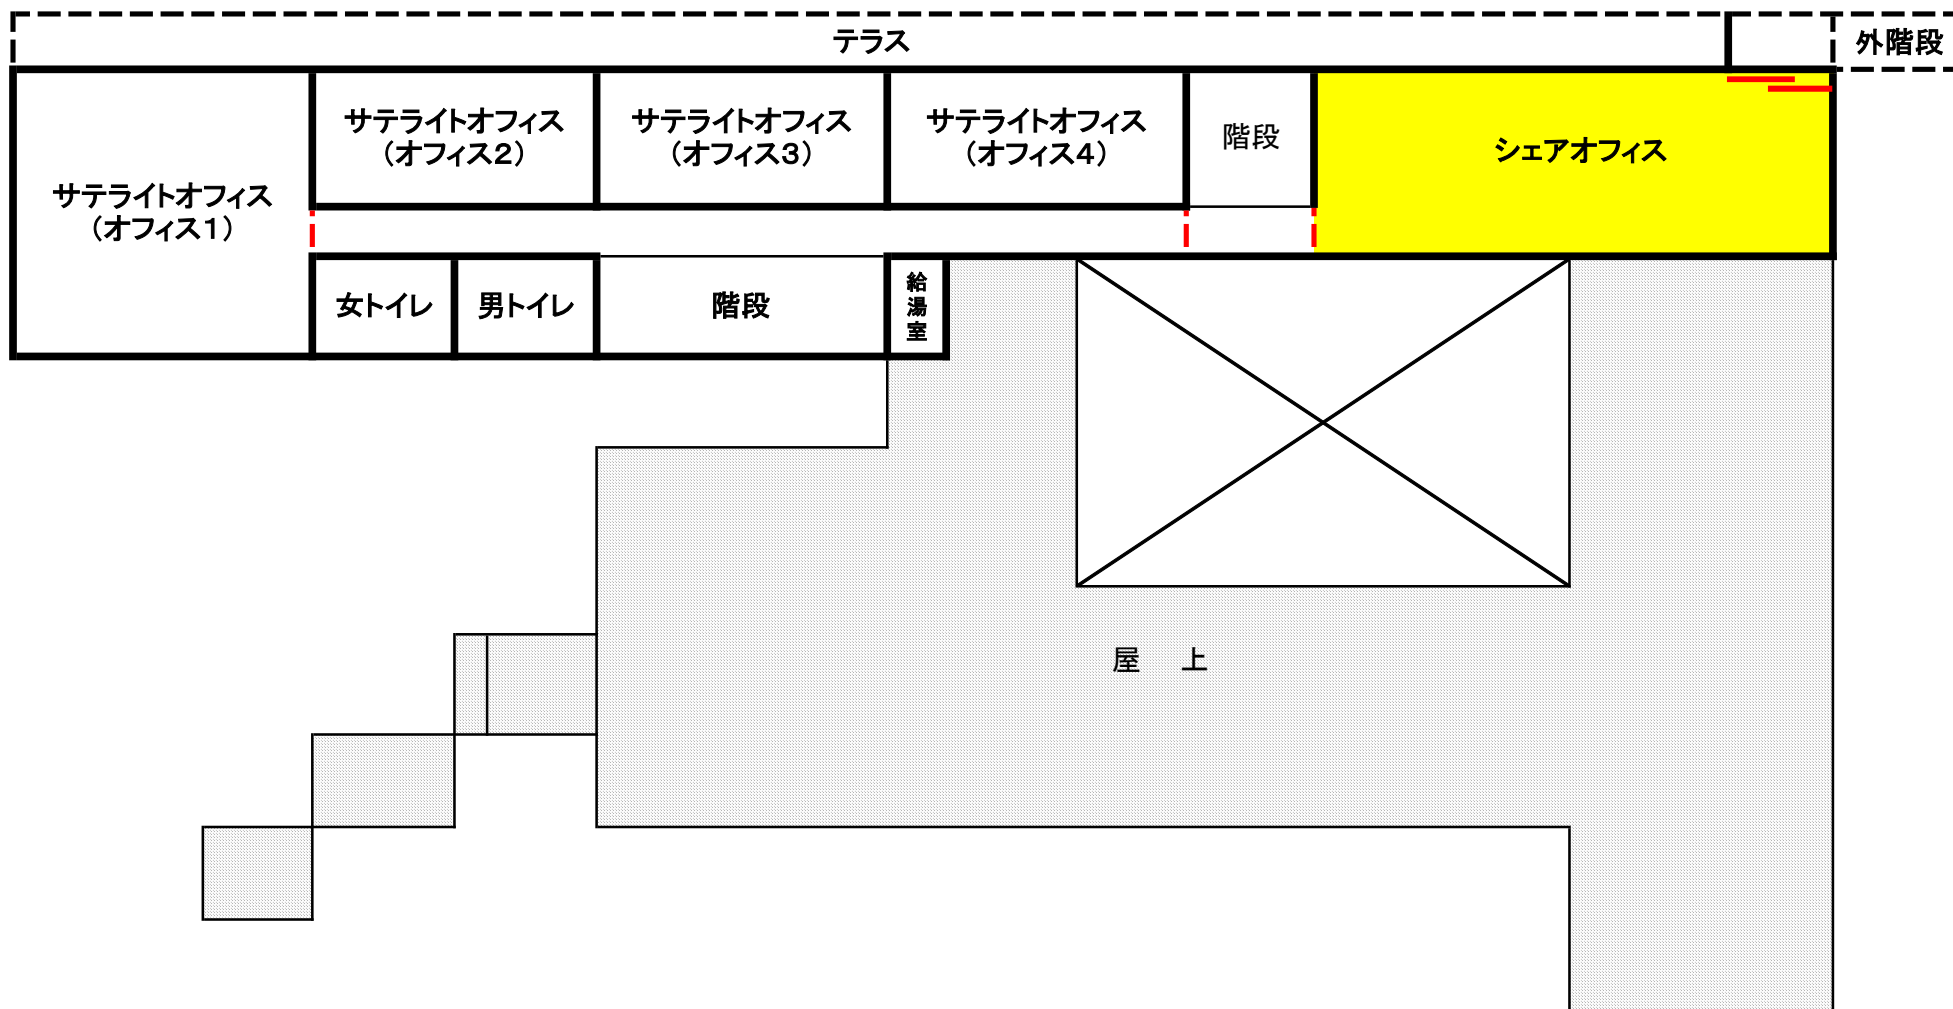 テラス
外階段
サテライトオフィス
（オフィス１）
サテライトオフィス
（オフィス２）
サテライトオフィス
（オフィス３）
サテライトオフィス
（オフィス４）
階段
シェアオフィス
女トイレ
男トイレ
階段
給
湯
室
屋　上